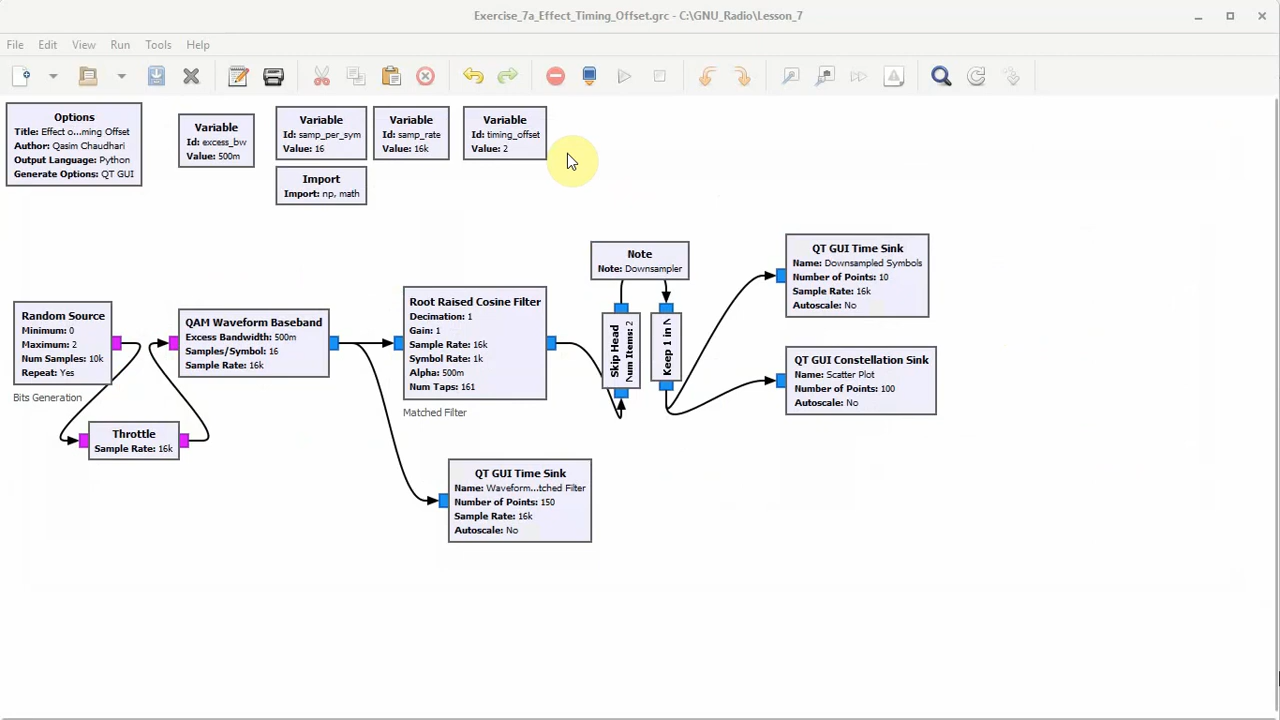 Exercise_7a_Effect_Timing_Offset.grc - C:\GNU_Radio\Lesson_7
File Edit View Run Tools Help
Options
Title: Effect o...ming Offset
Author: Qasim Chaudhari
Output Language: Python
Generate Options: QT GUI
Variable
Id: excess_bw
Value: 500m
Variable
Id: samp_per_sym
Value: 16
Variable
Id: samp_rate
Value: 16k
Variable
Id: timing_offset
Value: 2
Import
Import: np, math
Random Source
Minimum: 0
Maximum: 2
Num Samples: 10k
Repeat: Yes
Bits Generation
Throttle
Sample Rate: 16k
QAM Waveform Baseband
Excess Bandwidth: 500m
Samples/Symbol: 16
Sample Rate: 16k
Root Raised Cosine Filter
Decimation: 1
Gain: 1
Sample Rate: 16k
Symbol Rate: 1k
Alpha: 500m
Num Taps: 161
Matched Filter
QT GUI Time Sink
Name: Waveform...tched Filter
Number of Points: 150
Sample Rate: 16k
Autoscale: No
Note
Note: Downsampler
Skip Head
Num Items: 2
Keep 1 in N
QT GUI Time Sink
Name: Downsampled Symbols
Number of Points: 10
Sample Rate: 16k
Autoscale: No
QT GUI Constellation Sink
Name: Scatter Plot
Number of Points: 100
Autoscale: No